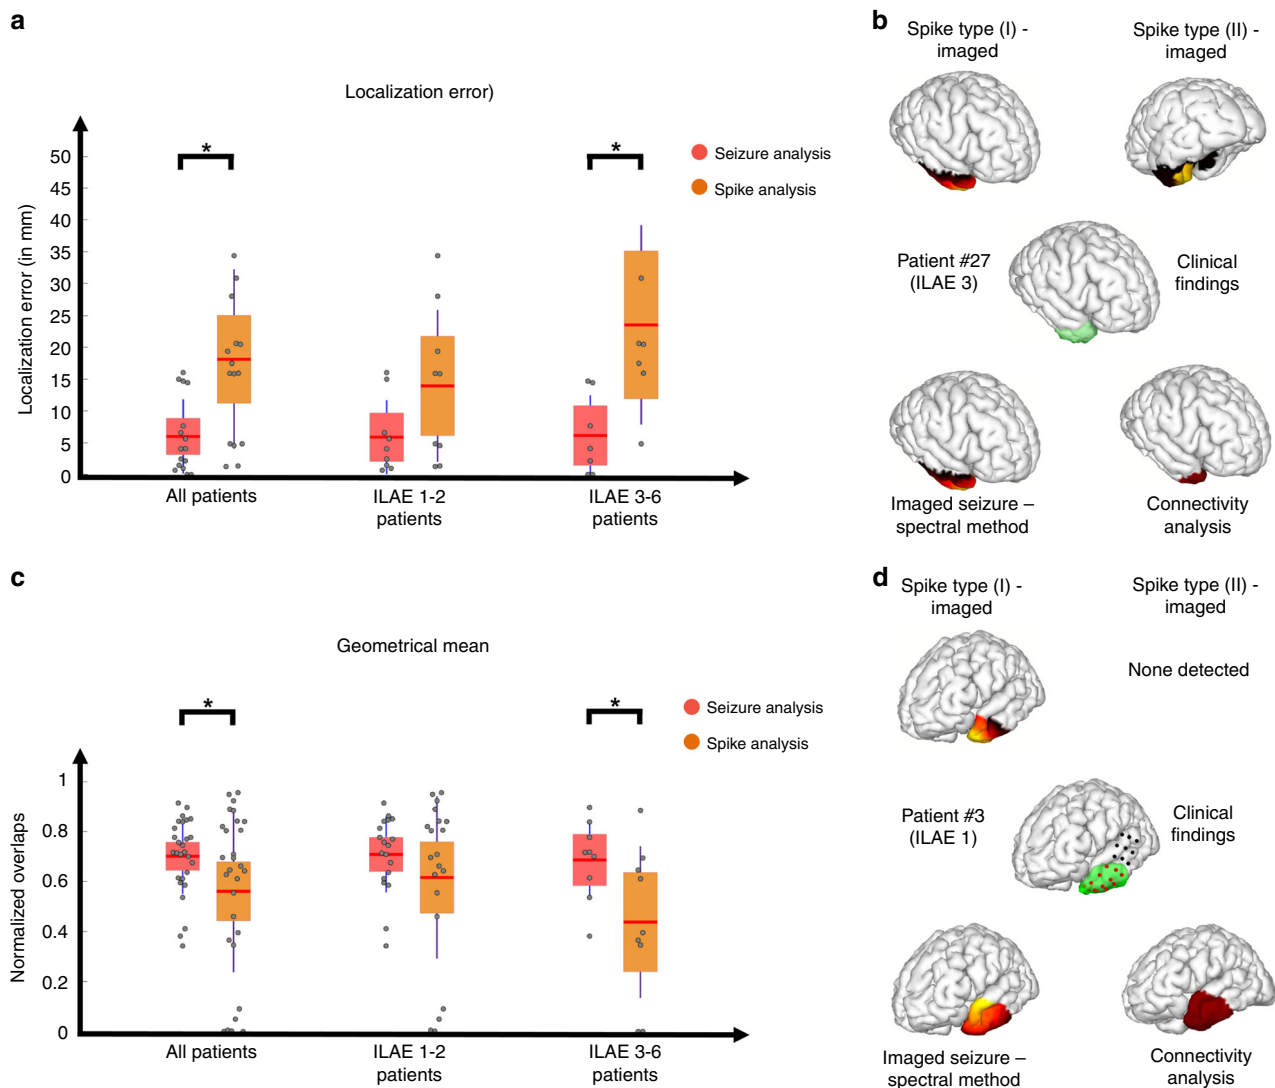 a
Localization error)
Localization error (in mm)
50
45
40
35
30
25
20
15
10
5
0
*
*
Seizure analysis
Spike analysis
All patients
ILAE 1-2
patients
ILAE 3-6
patients
b
Spike type (I) -
imaged
Spike type (II) -
imaged
Patient #27
(ILAE 3)
Clinical
findings
Imaged seizure –
spectral method
Connectivity
analysis
c
Geometrical mean
Normalized overlaps
1
0.8
0.6
0.4
0.2
0
*
*
Seizure analysis
Spike analysis
All patients
ILAE 1-2
patients
ILAE 3-6
patients
d
Spike type (I) -
imaged
Spike type (II) -
imaged
None detected
Patient #3
(ILAE 1)
Clinical
findings
Imaged seizure –
spectral method
Connectivity
analysis